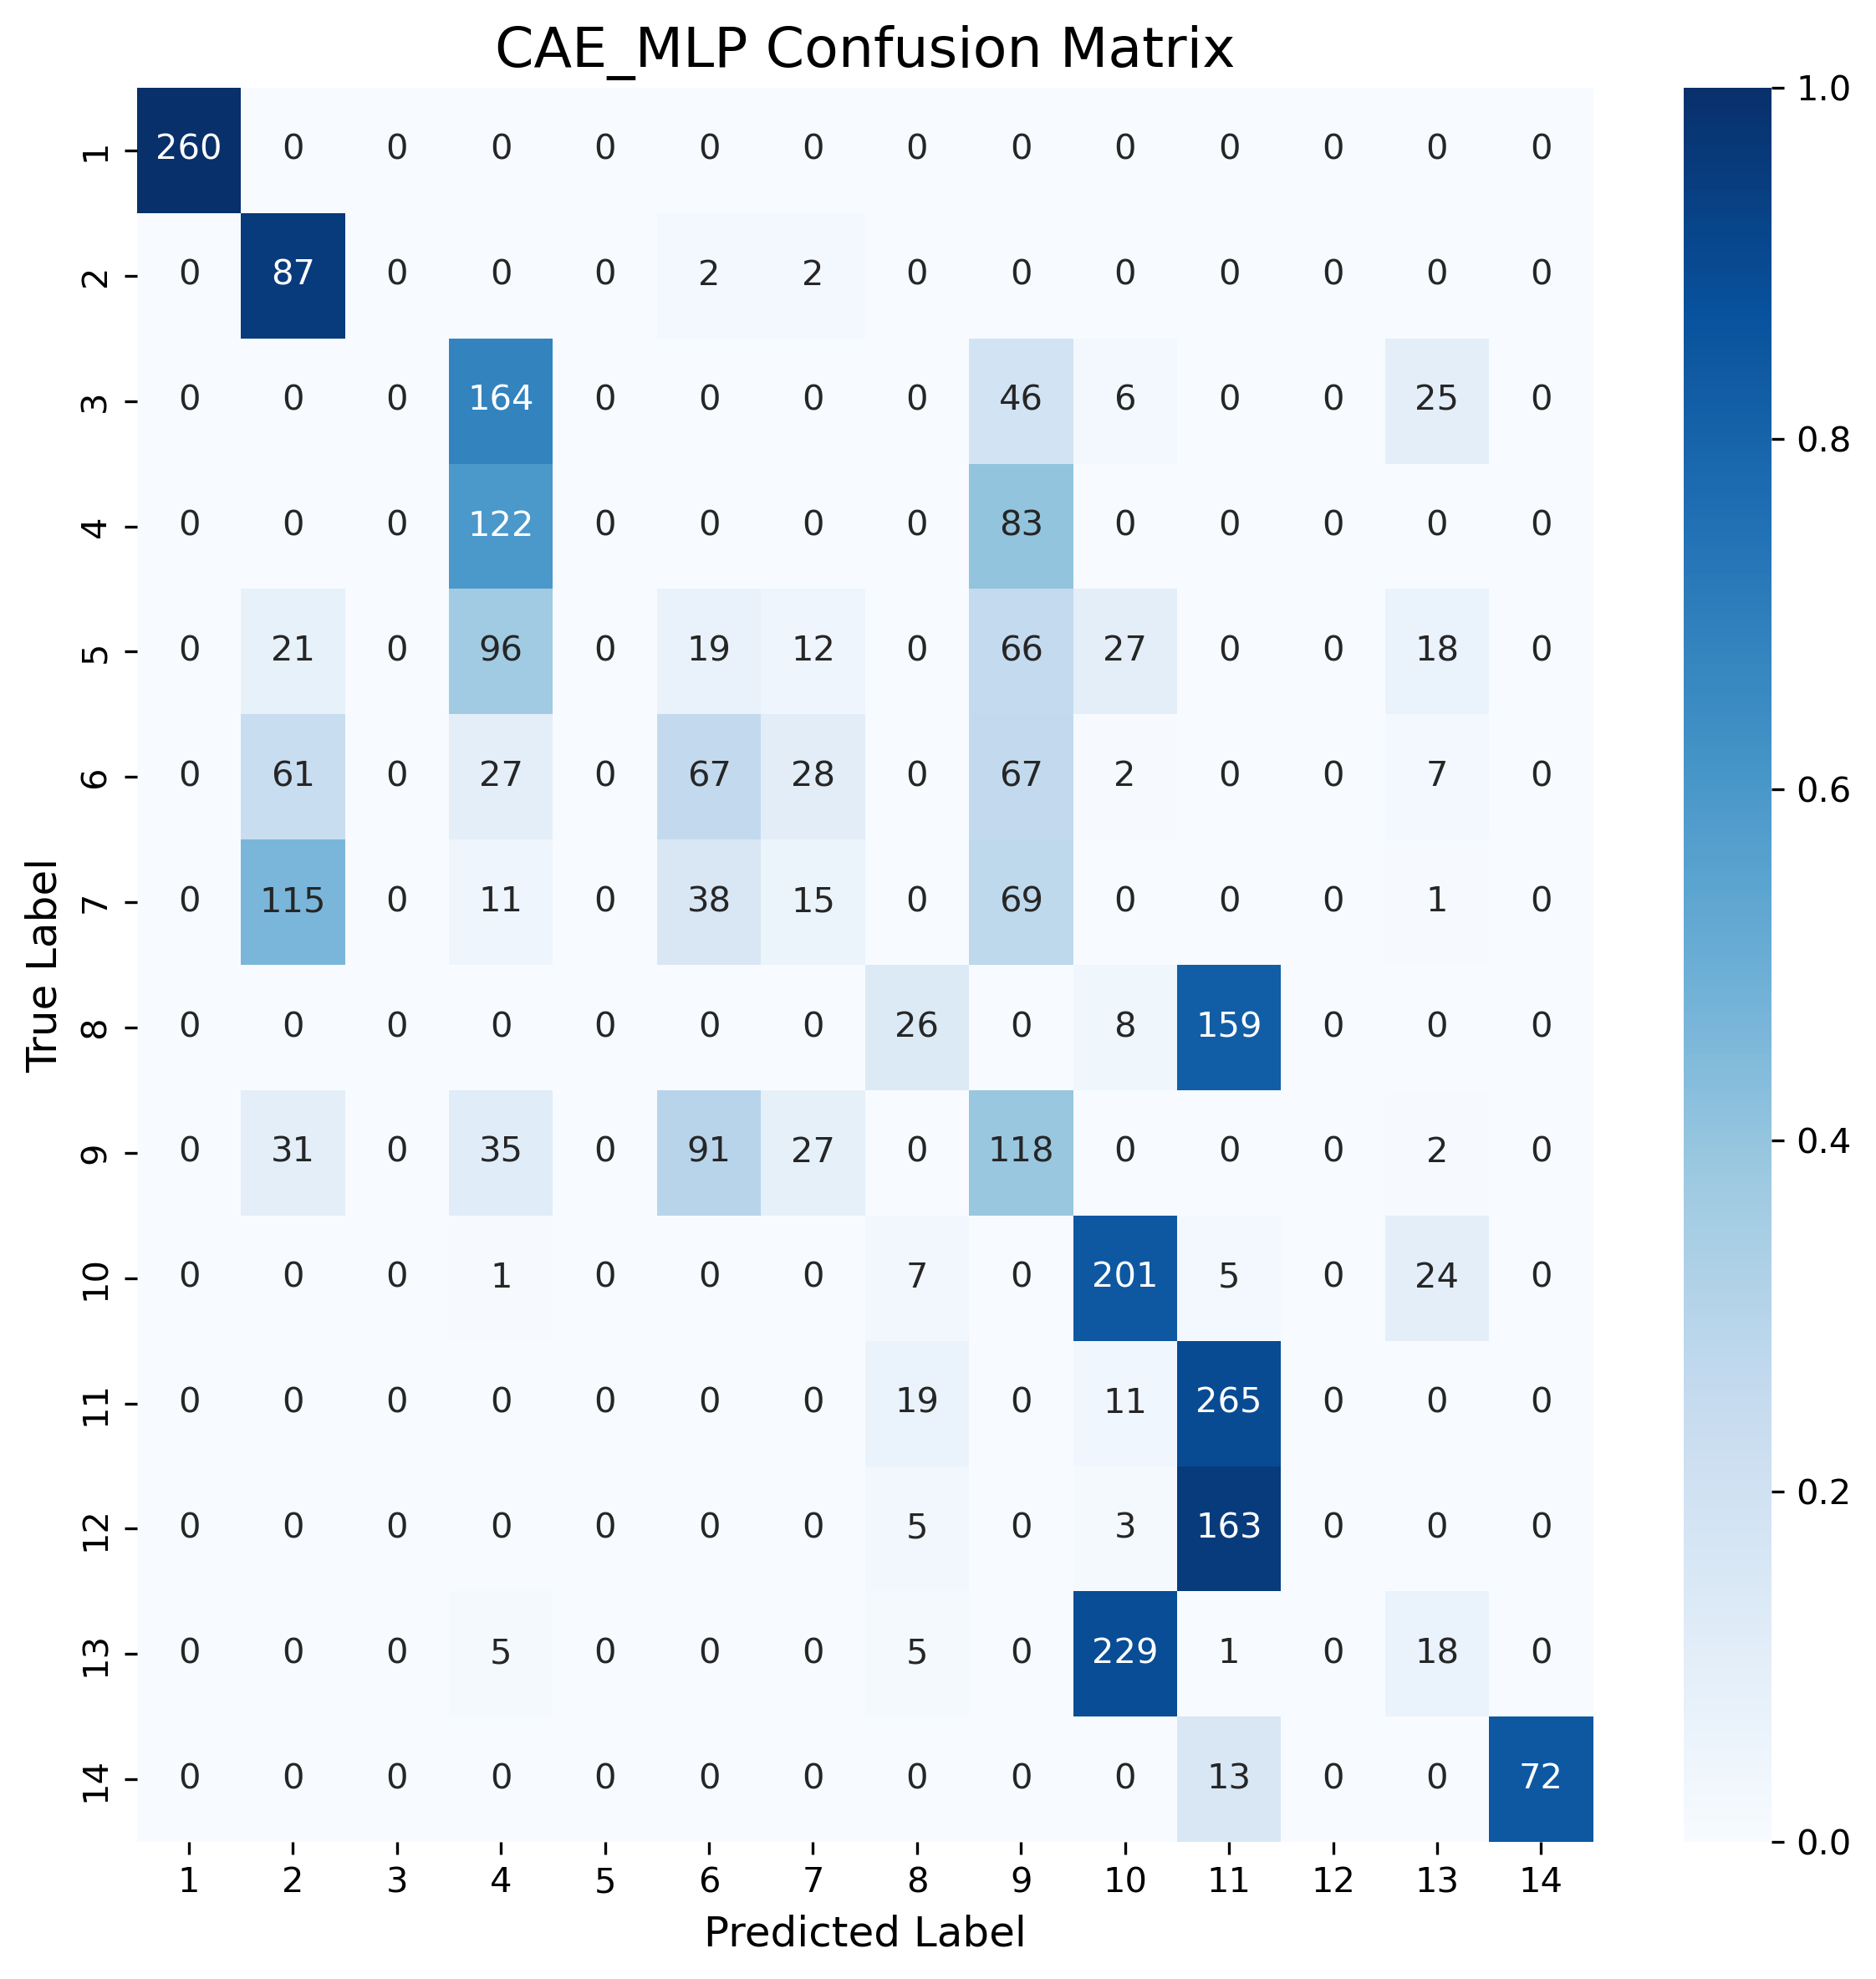 CAE_MLP Confusion Matrix
1 260 0 0 0 0 0 0 0 0 0 0 0 0 0
2 0 87 0 0 0 2 2 0 0 0 0 0 0 0
3 0 0 0 164 0 0 0 0 46 6 0 0 25 0
4 0 0 0 122 0 0 0 0 83 0 0 0 0 0
5 0 21 0 96 0 19 12 0 66 27 0 0 18 0
6 0 61 0 27 0 67 28 0 67 2 0 0 7 0
7 0 115 0 11 0 38 15 0 69 0 0 0 1 0
8 0 0 0 0 0 0 0 26 0 8 159 0 0 0
9 0 31 0 35 0 91 27 0 118 0 0 0 2 0
10 0 0 0 1 0 0 0 7 0 201 5 0 24 0
11 0 0 0 0 0 0 0 19 0 11 265 0 0 0
12 0 0 0 0 0 0 0 5 0 3 163 0 0 0
13 0 0 0 5 0 0 0 5 0 229 1 0 18 0
14 0 0 0 0 0 0 0 0 0 0 13 0 0 72
1 2 3 4 5 6 7 8 9 10 11 12 13 14
Predicted Label
True Label
1.0
0.8
0.6
0.4
0.2
0.0